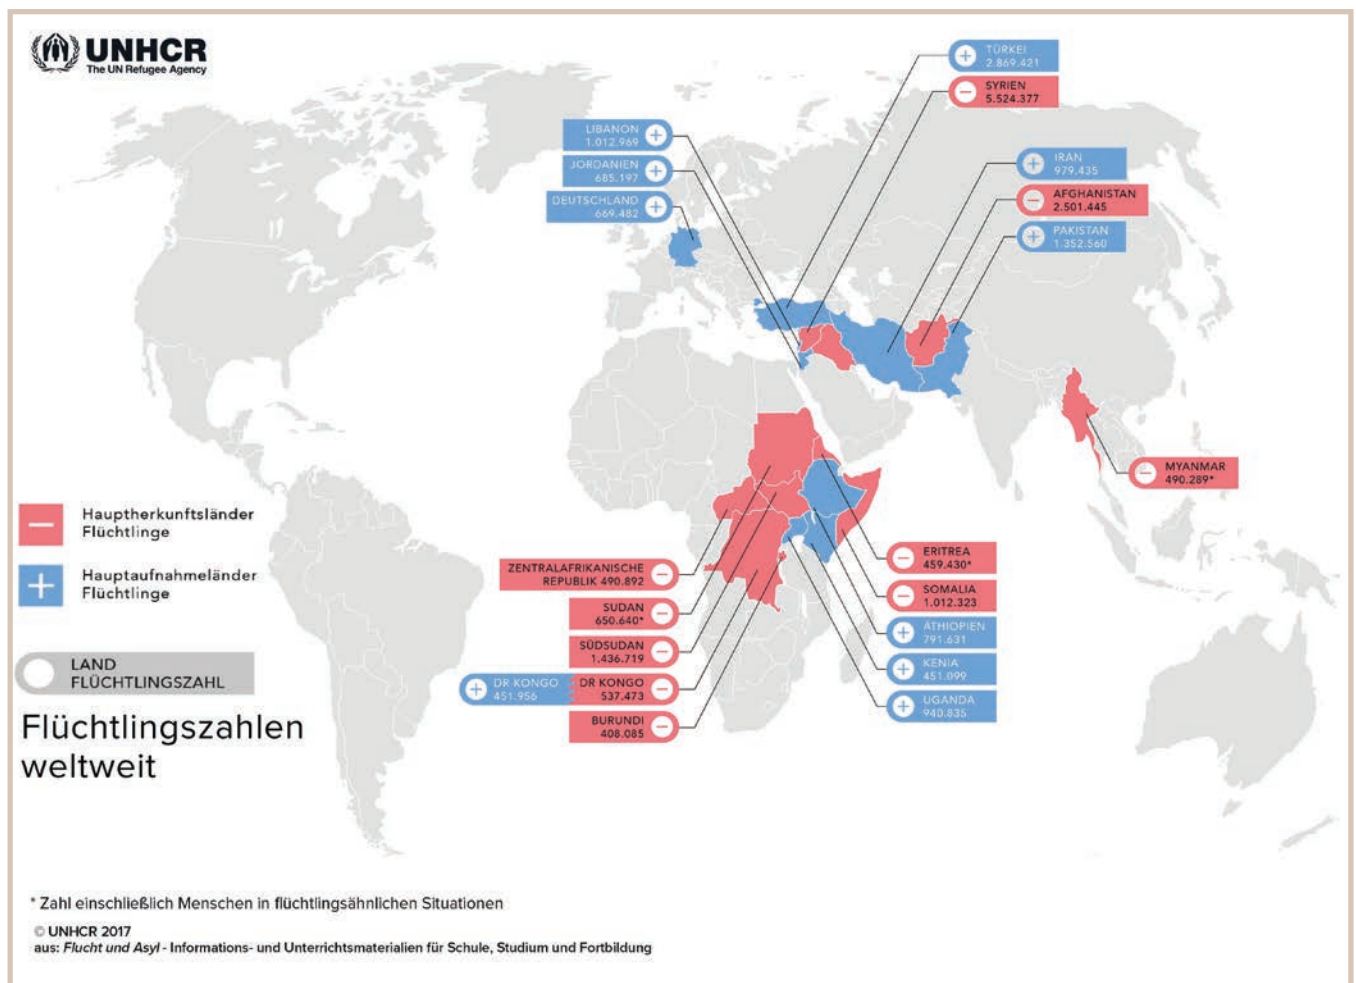 UNHCR
The UN Refugee Agency
TÜRKEI
2.869.421
SYRIEN
5.524.377
LIBANON
1.012.969
JORDANIEN
685.197
DEUTSCHLAND
669.482
IRAN
979.435
AFGHANISTAN
2.501.445
PAKISTAN
1.352.560
MYANMAR
490.289*
Hauptherkunftsländer
Flüchtlinge
Hauptaufnahmeländer
Flüchtlinge
ZENTRALAFRIKANISCHE
REPUBLIK 490.892
SUDAN
650.640*
SÜDSUDAN
1.436.719
DR KONGO
451.956
DR KONGO
537.473
BURUNDI
408.085
ERITREA
459.430*
SOMALIA
1.012.323
ÄTHIOPIEN
791.631
KENIA
451.099
UGANDA
940.835
LAND
FLÜCHTLINGSZAHL
Flüchtlingszahlen
weltweit
* Zahl einschließlich Menschen in flüchtlingsähnlichen Situationen
© UNHCR 2017
aus: Flucht und Asyl - Informations- und Unterrichtsmaterialien für Schule, Studium und Fortbildung